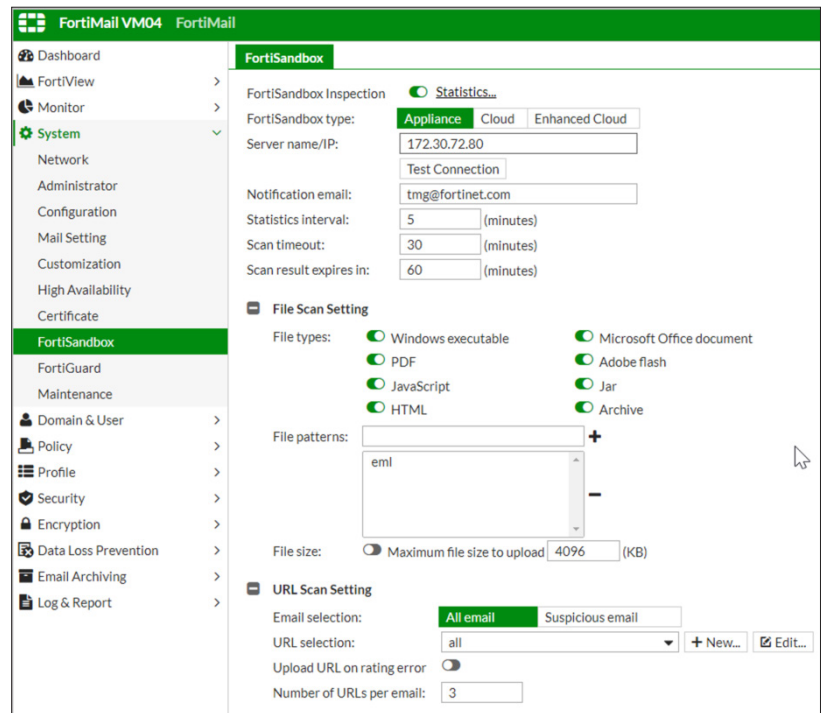 FortiMail VM04 FortiMail
Dashboard
FortiView
Monitor
System
Network
Administrator
Configuration
Mail Setting
Customization
High Availability
Certificate
FortiSandbox
FortiGuard
Maintenance
Domain & User
Policy
Profile
Security
Encryption
Data Loss Prevention
Email Archiving
Log & Report
FortiSandbox
FortiSandbox Inspection Statistics...
FortiSandbox type: Appliance Cloud Enhanced Cloud
Server name/IP: 172.30.72.80
Test Connection
Notification email: tmg@fortinet.com
Statistics interval: 5 (minutes)
Scan timeout: 30 (minutes)
Scan result expires in: 60 (minutes)
File Scan Setting
File types: Windows executable Microsoft Office document
PDF Adobe flash
JavaScript Jar
HTML Archive
File patterns:
eml
File size: Maximum file size to upload 4096 (KB)
URL Scan Setting
Email selection: All email Suspicious email
URL selection: all New... Edit...
Upload URL on rating error
Number of URLs per email: 3